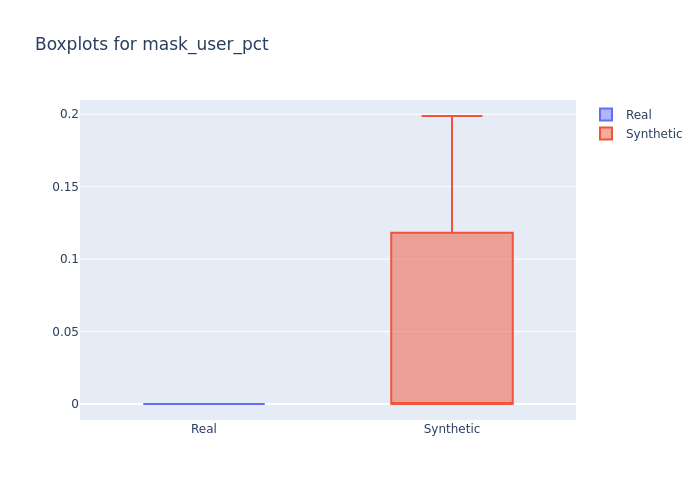 Boxplots for mask_user_pct
0.2
0.15
0.1
0.05
0
Real
Synthetic
Real
Synthetic